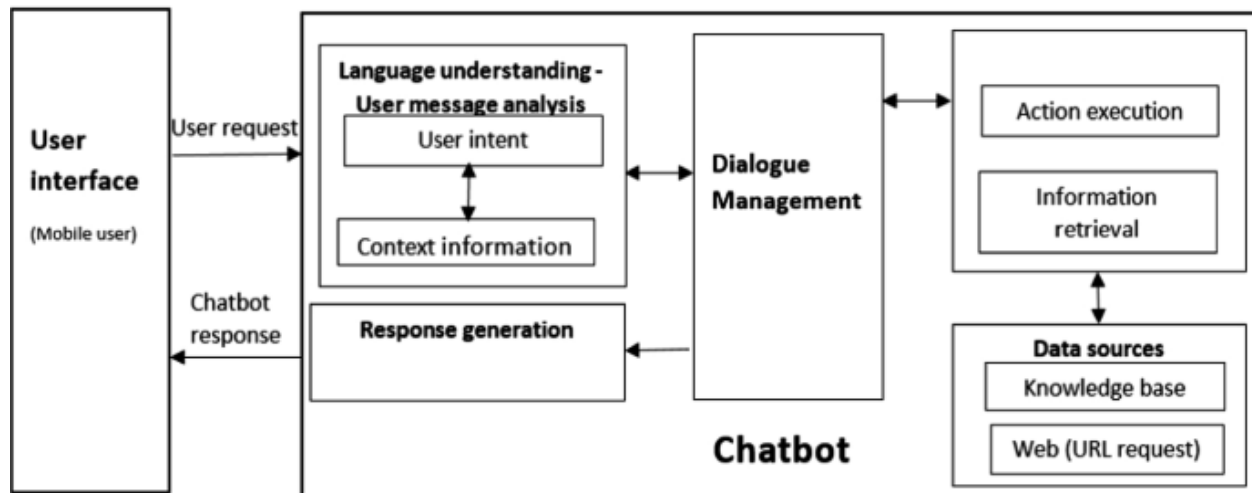 User
interface
(Mobile user)
User request
Chatbot
response
Language understanding -
User message analysis
User intent
Context information
Response generation
Dialogue
Management
Action execution
Information
retrieval
Data sources
Knowledge base
Web (URL request)
Chatbot